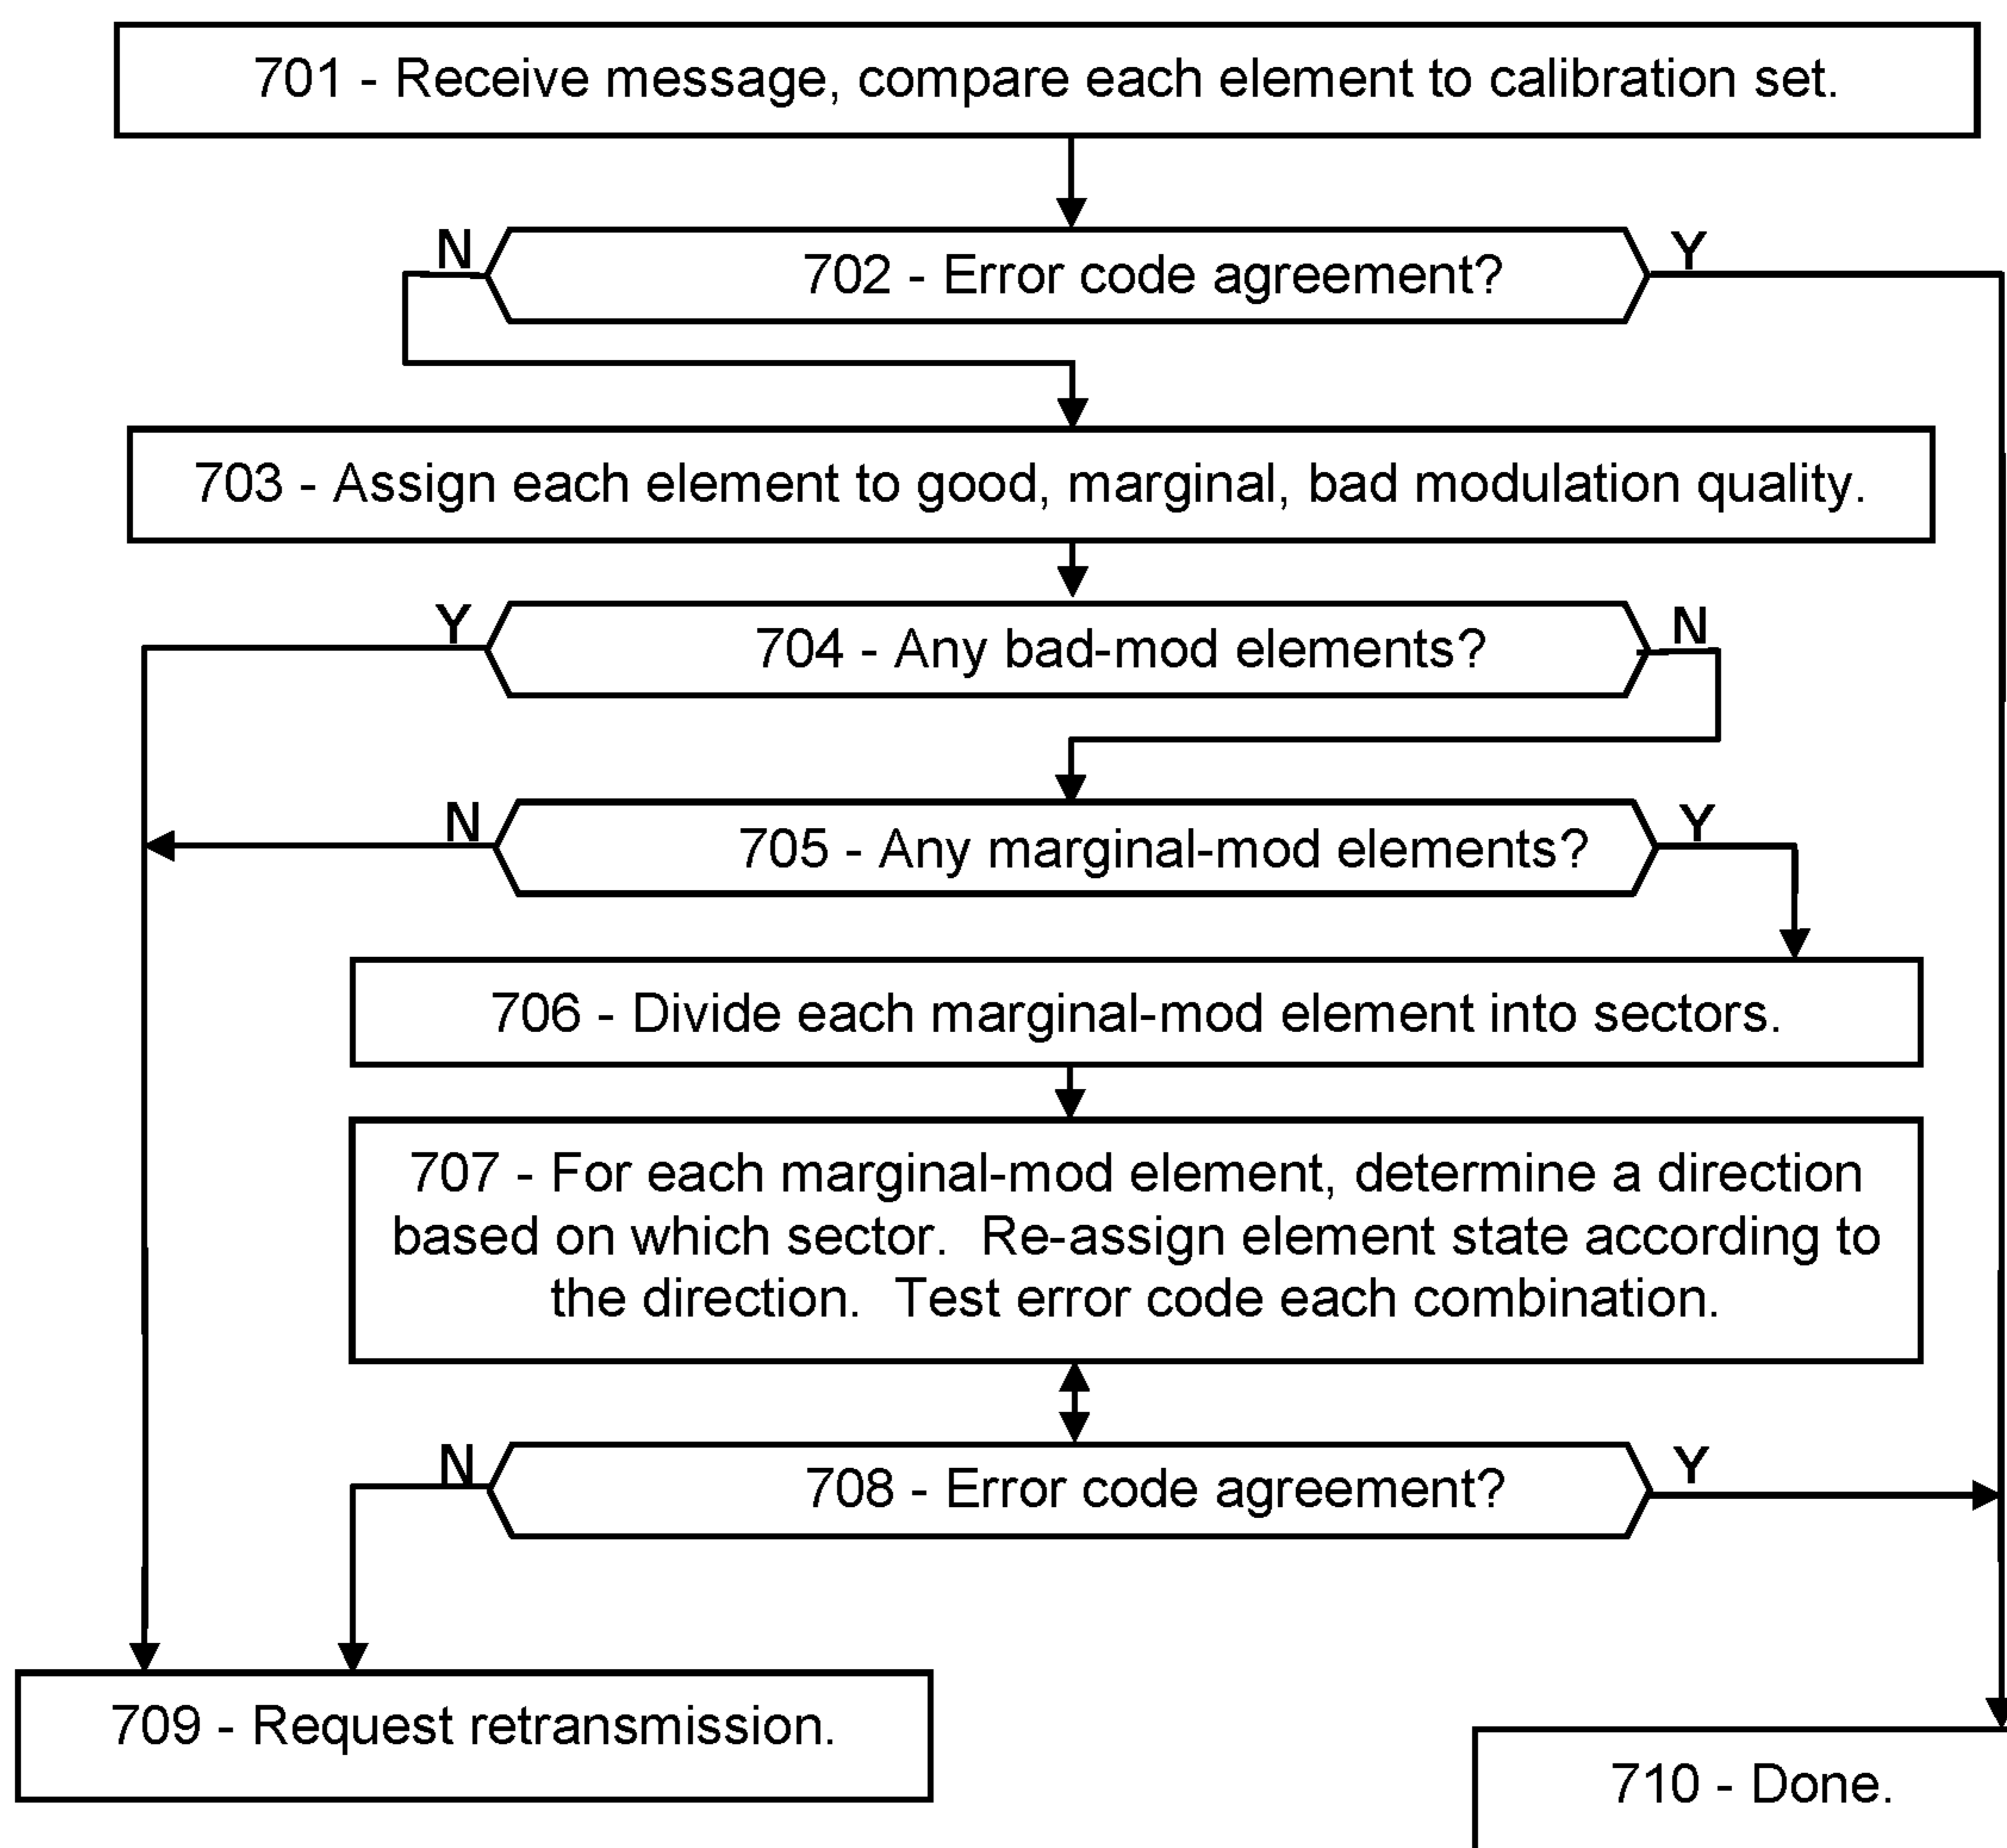 701 - Receive message, compare each element to calibration set.
N
Y
702 - Error code agreement?
703 - Assign each element to good, marginal, bad modulation quality.
Y
N
704 - Any bad-mod elements?
N
Y
705 - Any marginal-mod elements?
706 - Divide each marginal-mod element into sectors.
707 - For each marginal-mod element, determine a direction
based on which sector.  Re-assign element state according to
the direction.  Test error code each combination.
N
Y
708 - Error code agreement?
709 - Request retransmission.
710 - Done.